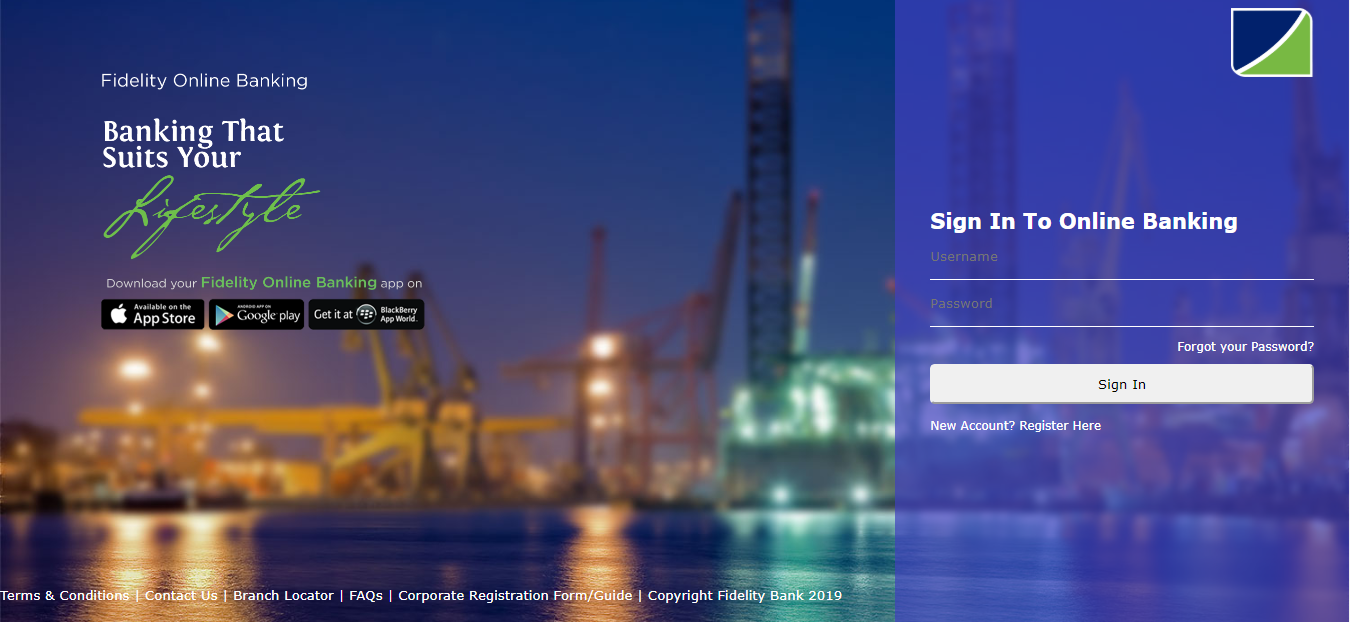 Fidelity Online Banking
Banking That
Suits Your
Lifestyle
Download your Fidelity Online Banking app on
Available on the
App Store
ANDROID APP ON
Google play
Get it at
BlackBerry
App World.
Sign In To Online Banking
Username
Password
Forgot your Password?
Sign In
New Account? Register Here
Terms & Conditions | Contact Us | Branch Locator | FAQs | Corporate Registration Form/Guide | Copyright Fidelity Bank 2019